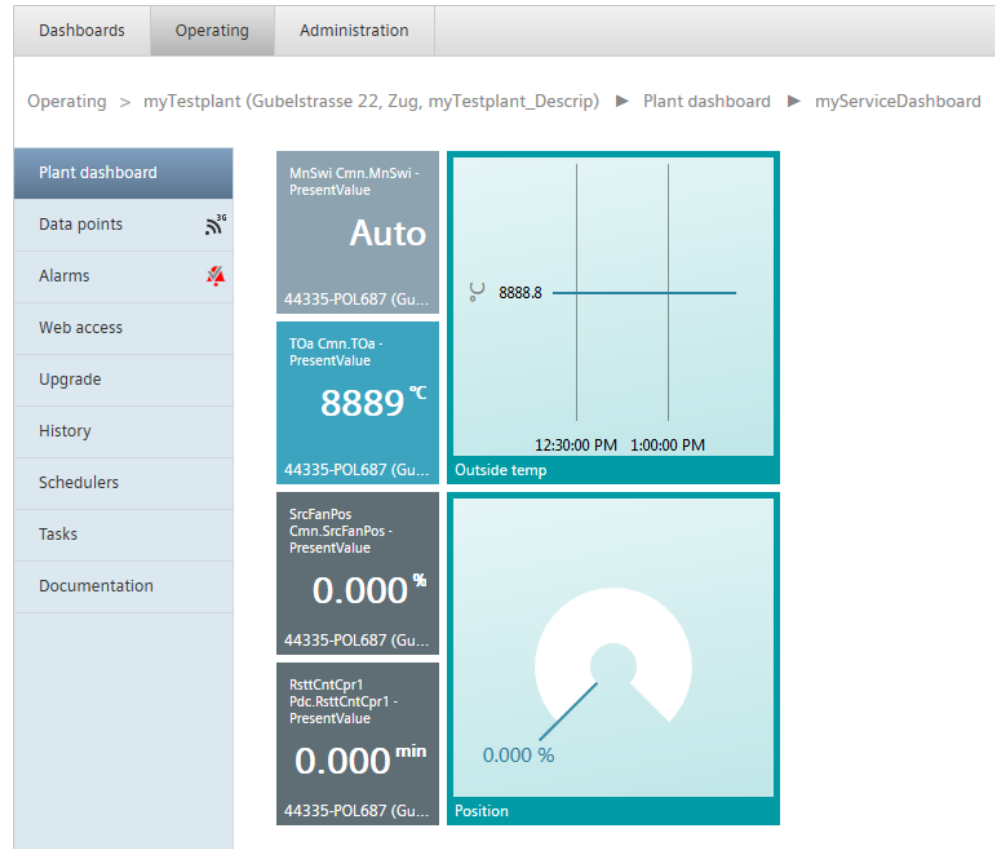 Dashboards Operating Administration
Operating > myTestplant (Gubelstrasse 22, Zug, myTestplant_Descrip) ► Plant dashboard ► myServiceDashboard
Plant dashboard
Data points 3G
Alarms
Web access
Upgrade
History
Schedulers
Tasks
Documentation
MnSwi Cmn.MnSwi -
PresentValue
Auto
44335-POL687 (Gu...
TOa Cmn.TOa -
PresentValue
8889 °C
44335-POL687 (Gu...
SrcFanPos
Cmn.SrcFanPos -
PresentValue
0.000 %
44335-POL687 (Gu...
RsttCntCpr1
Pdc.RsttCntCpr1 -
PresentValue
0.000 min
44335-POL687 (Gu...
°C 8888.8
12:30:00 PM 1:00:00 PM
Outside temp
0.000 %
Position